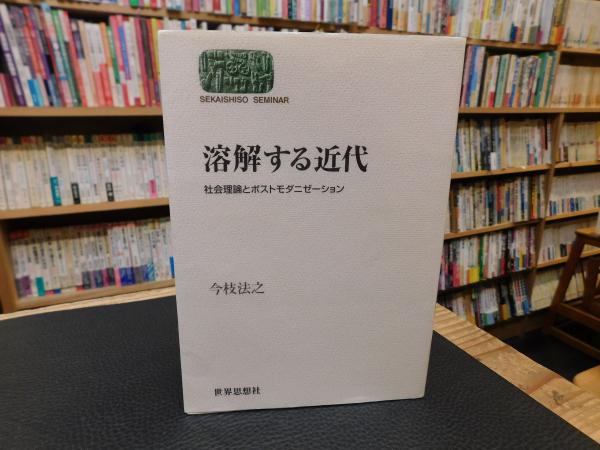 SEKAISHISO SEMINAR
溶解する近代
社会理論とポストモダニゼーション
今枝法之
世界思想社